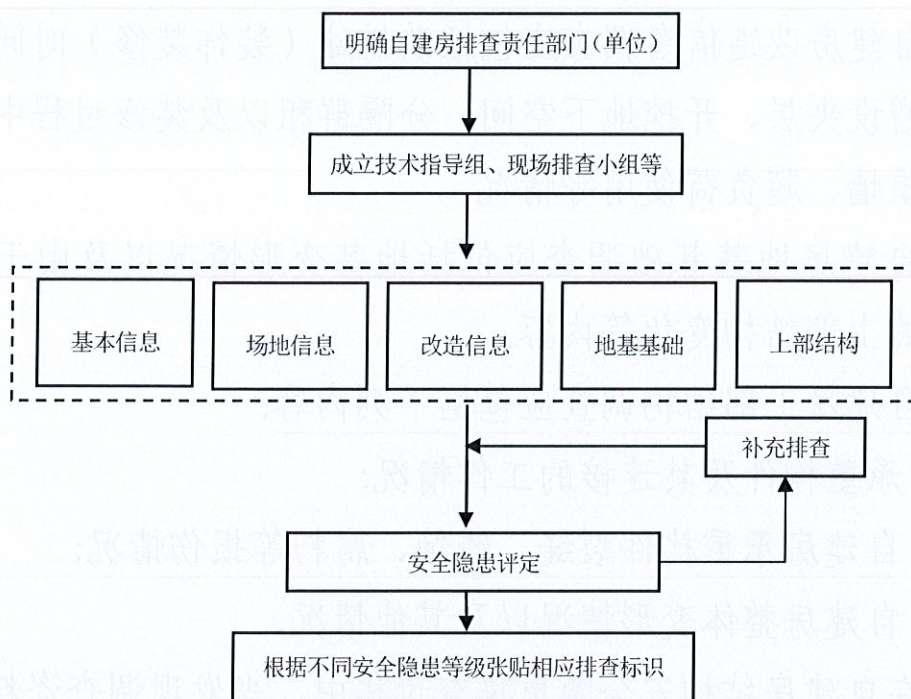 明确自建房排查责任部门（单位）
成立技术指导组、现场排查小组等
基本信息
场地信息
改造信息
地基基础
上部结构
补充排查
安全隐患评定
根据不同安全隐患等级张贴相应排查标识